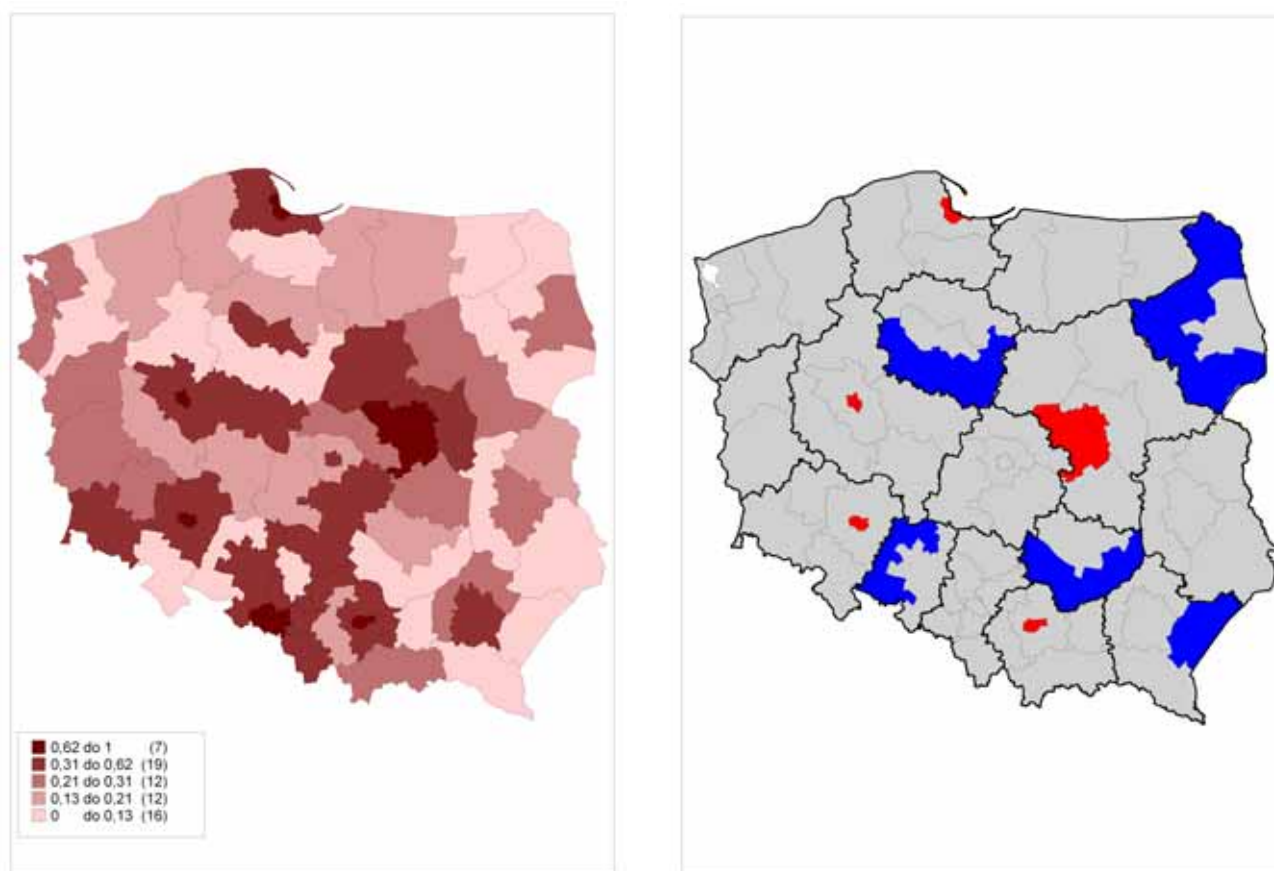 0,62 do 1 (7)
0,31 do 0,62 (19)
0,21 do 0,31 (12)
0,13 do 0,21 (12)
0 do 0,13 (16)